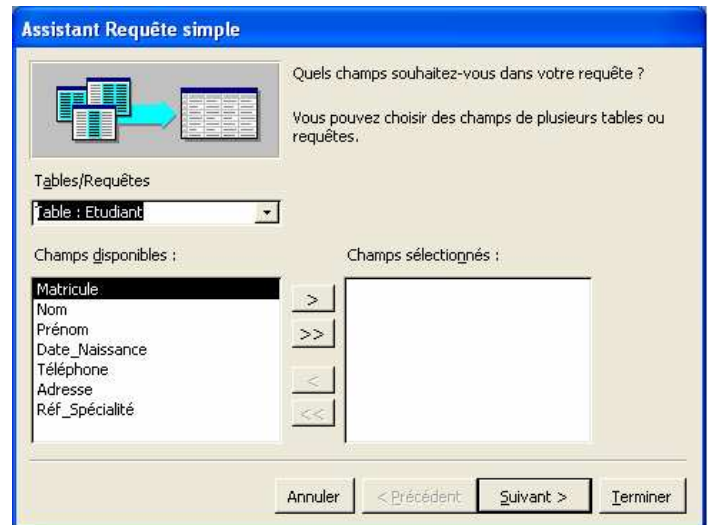 Assistant Requête simple
Quels champs souhaitez-vous dans votre requête ?
Vous pouvez choisir des champs de plusieurs tables ou
requêtes.
Tables/Requêtes
Table : Etudiant
Champs disponibles :
Champs sélectionnés :
Matricule
Nom
Prénom
Date_Naissance
Téléphone
Adresse
Réf_Spécialité
>
>>
<
<<
Annuler
< Précédent
Suivant >
Terminer